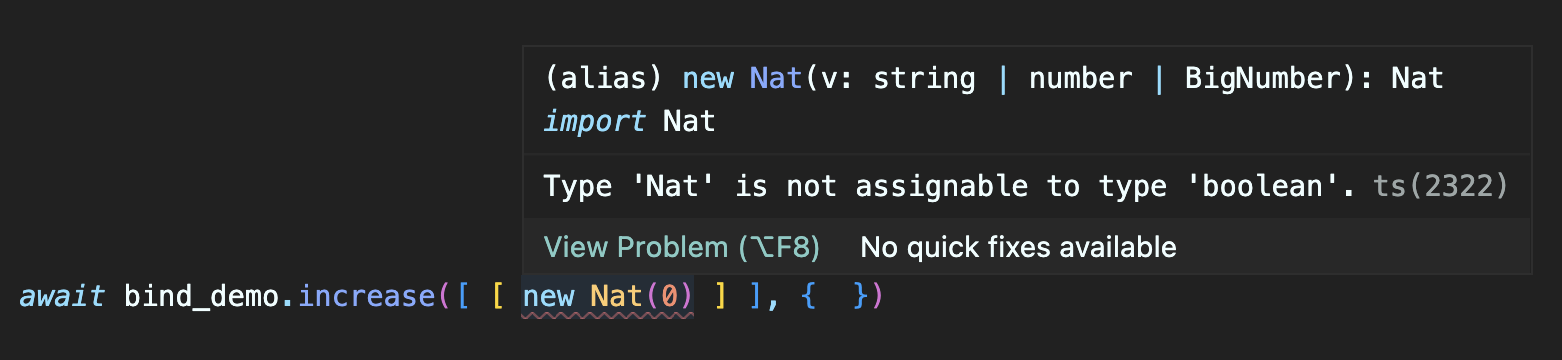 (alias) new Nat(v: string | number | BigNumber): Nat
import Nat
Type 'Nat' is not assignable to type 'boolean'. ts(2322)
View Problem (⌥F8) No quick fixes available
await bind_demo.increase([ [ new Nat(0) ] ], {  })